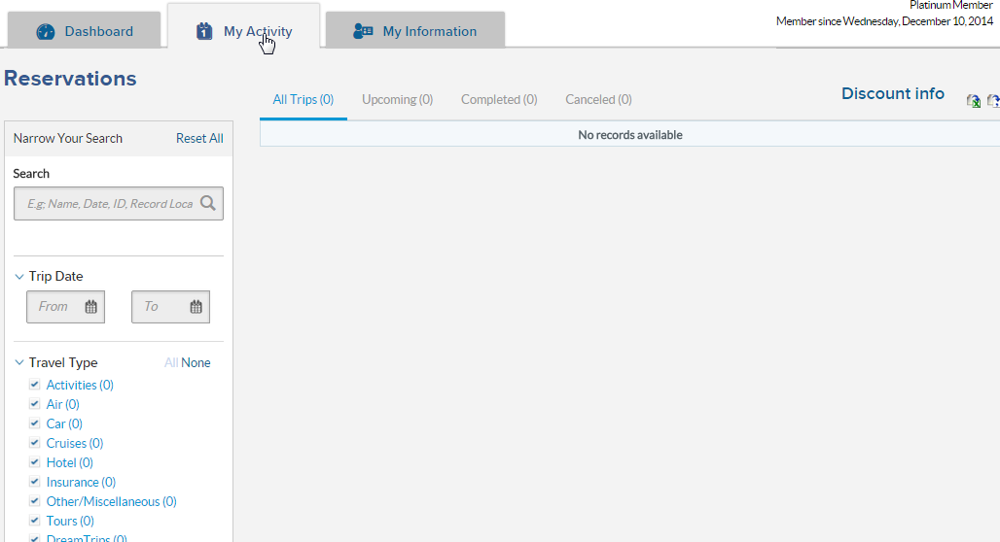 Platinum Member
Member since Wednesday, December 10, 2014
Dashboard
My Activity
My Information
Reservations
All Trips (0)
Upcoming (0)
Completed (0)
Canceled (0)
Discount info
No records available
Narrow Your Search
Reset All
Search
E.g; Name, Date, ID, Record Loca
Trip Date
From
To
Travel Type
All None
Activities (0)
Air (0)
Car (0)
Cruises (0)
Hotel (0)
Insurance (0)
Other/Miscellaneous (0)
Tours (0)
DreamTrips (0)